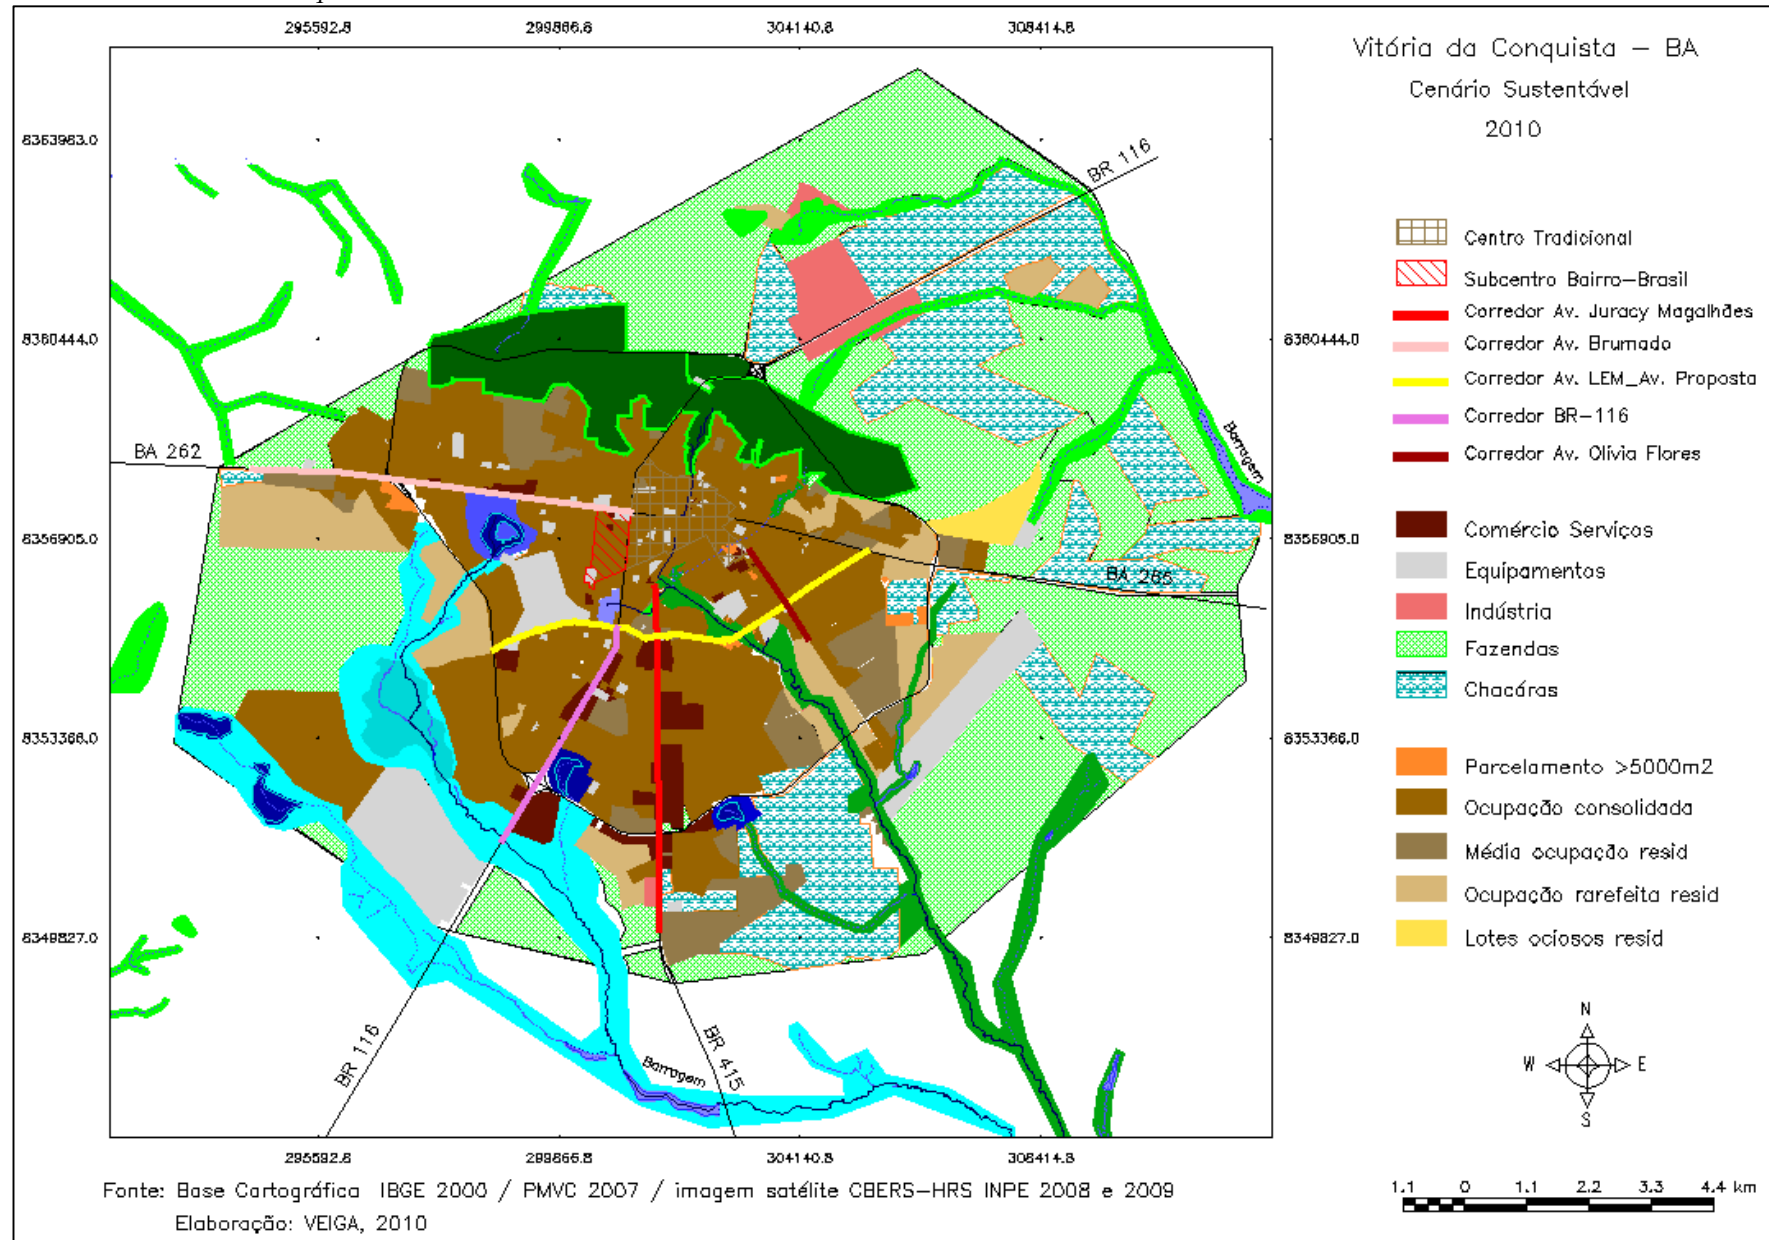 295592.8 299866.8 304140.8 308414.8
Vitória da Conquista – BA
Cenário Sustentável
2010
8363983.0
BR 116
Centro Tradicional
Subcentro Bairro–Brasil
Corredor Av. Juracy Magalhães
8360444.0
8360444.0
Corredor Av. Brumado
Corredor Av. LEM_Av. Proposta
Corredor BR–116
Barragem
BA 262
Corredor Av. Olívia Flores
Comércio Serviços
8356905.0
8356905.0
BA 265
Equipamentos
Indústria
Fazendas
Chacáras
8353366.0
8353366.0
Parcelamento >5000m2
Ocupação consolidada
Média ocupação resid
Ocupação rarefeita resid
8349827.0
8349827.0
Lotes ociosos resid
BR 116
Barragem
BR 415
N
W E
S
295592.8 299866.8 304140.8 308414.8
Fonte: Base Cartográfica IBGE 2000 / PMVC 2007 / imagem satélite CBERS–HRS INPE 2008 e 2009
1.1 0 1.1 2.2 3.3 4.4 km
Elaboração: VEIGA, 2010